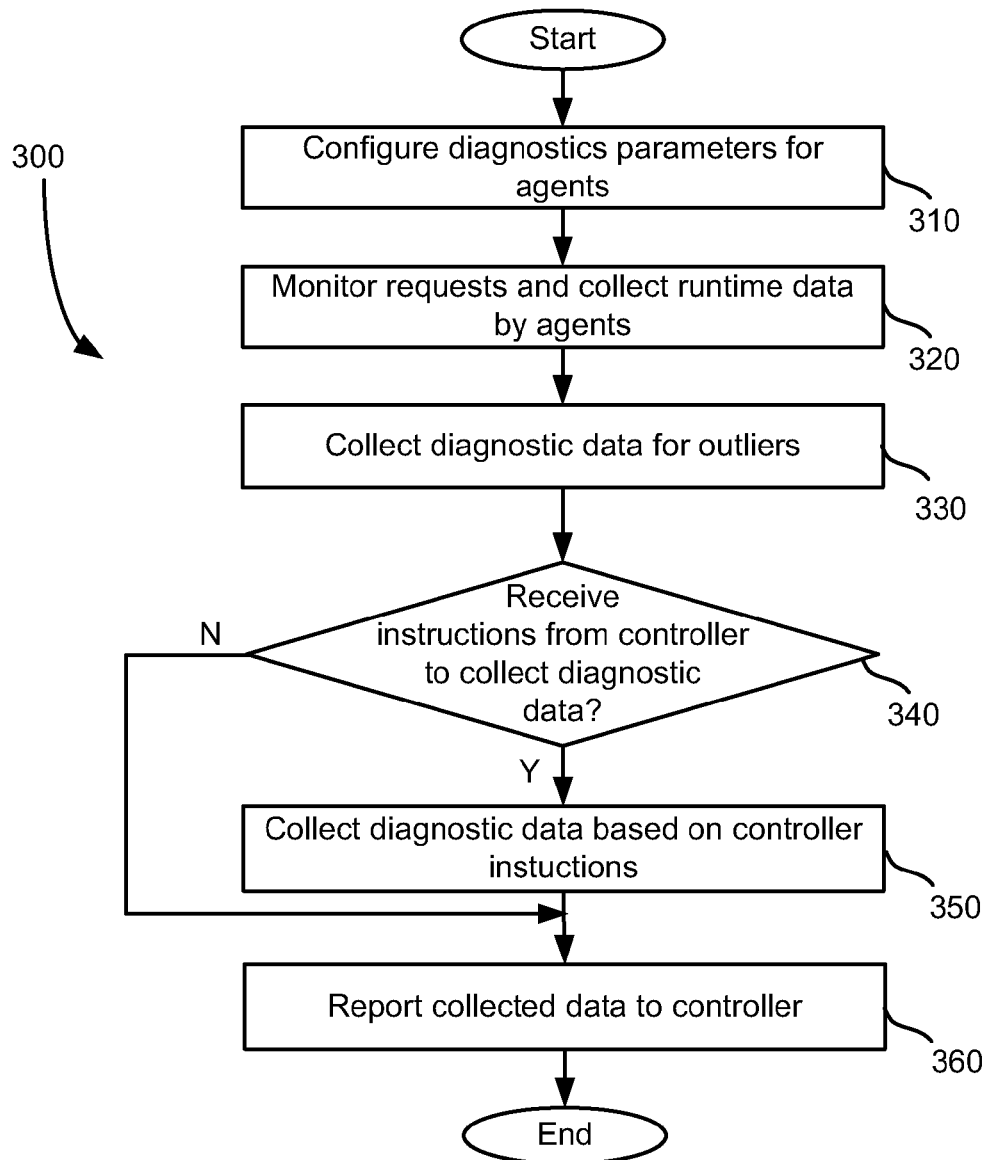 Start
300
Configure diagnostics parameters for
agents
310
Monitor requests and collect runtime data
by agents
320
Collect diagnostic data for outliers
330
Receive
instructions from controller
to collect diagnostic
data?
N
340
Y
Collect diagnostic data based on controller
instuctions
350
Report collected data to controller
360
End